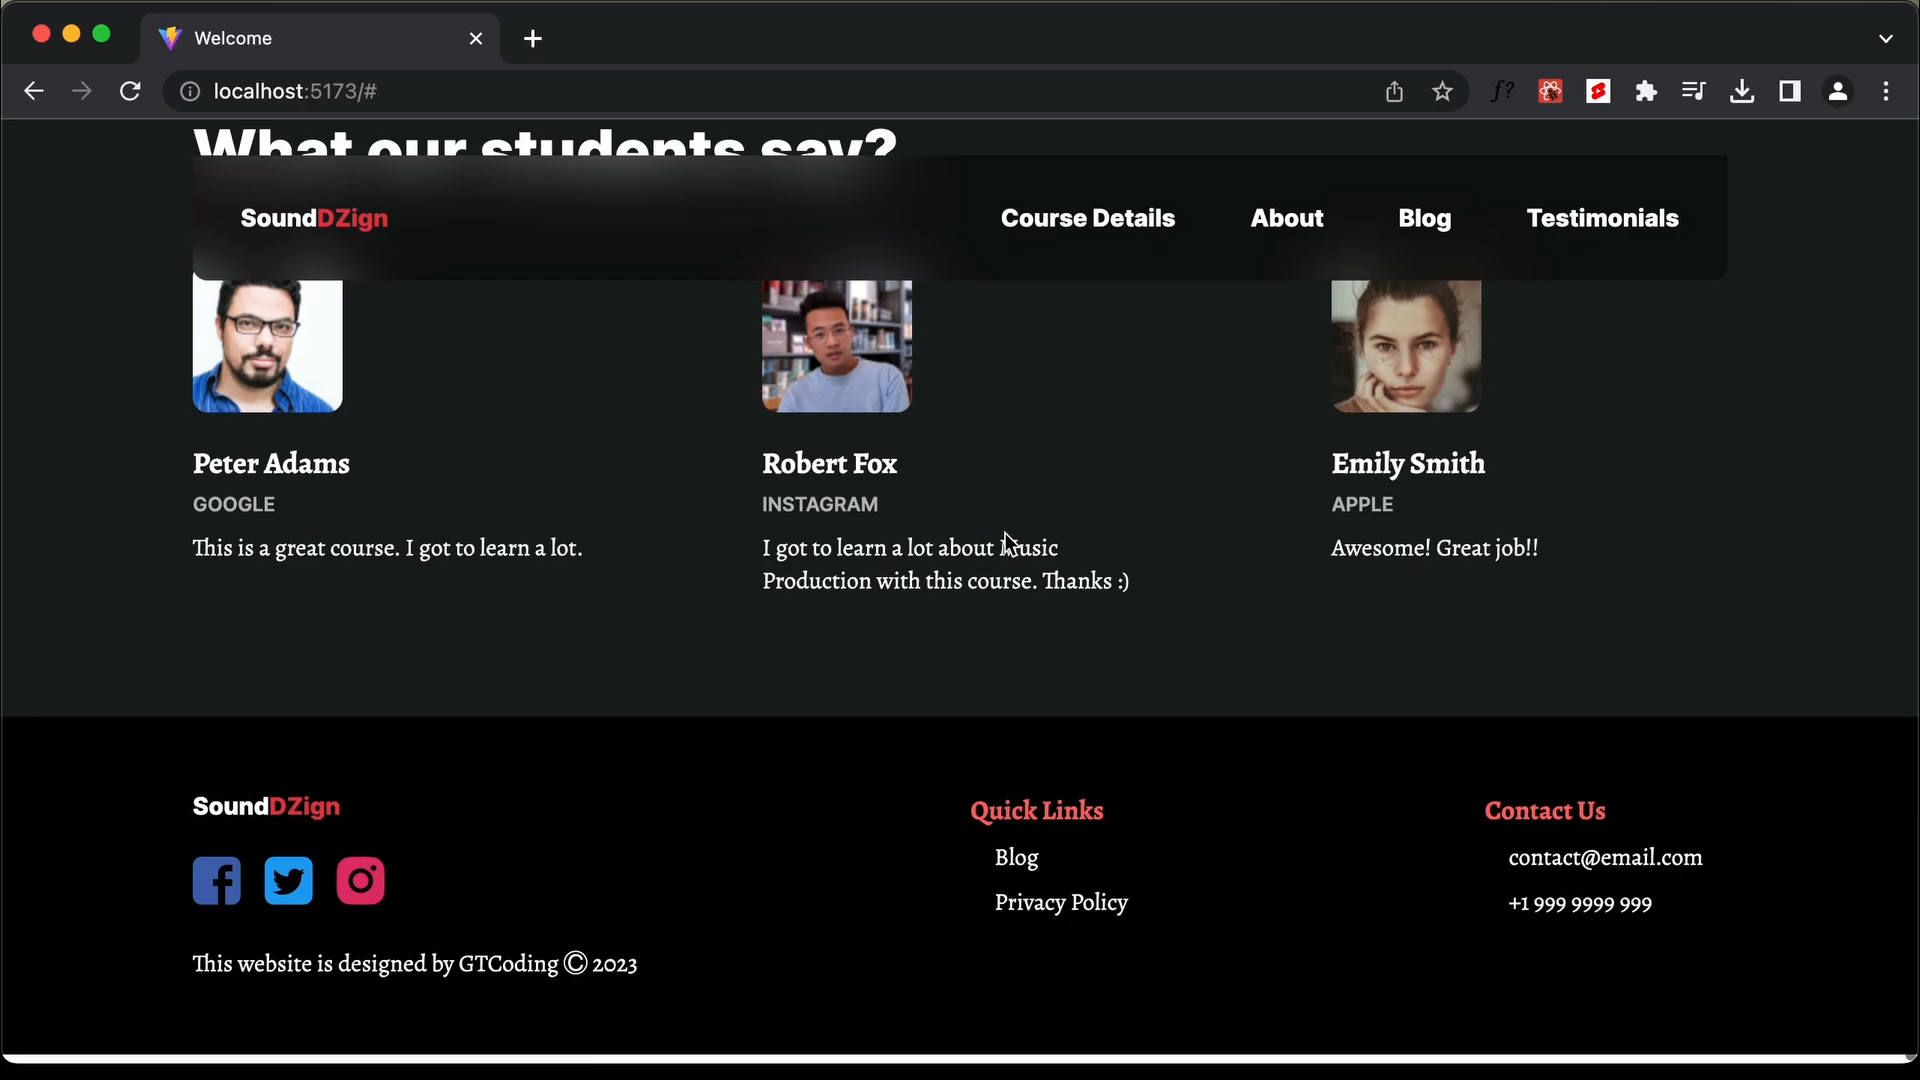 Welcome
localhost:5173/#
f?
What our students say?
SoundDZign
Course Details
About
Blog
Testimonials
Peter Adams
GOOGLE
This is a great course. I got to learn a lot.
Robert Fox
INSTAGRAM
I got to learn a lot about Music
Production with this course. Thanks :)
Emily Smith
APPLE
Awesome! Great job!!
SoundDZign
This website is designed by GTCoding © 2023
Quick Links
Blog
Privacy Policy
Contact Us
contact@email.com
+1 999 9999 999